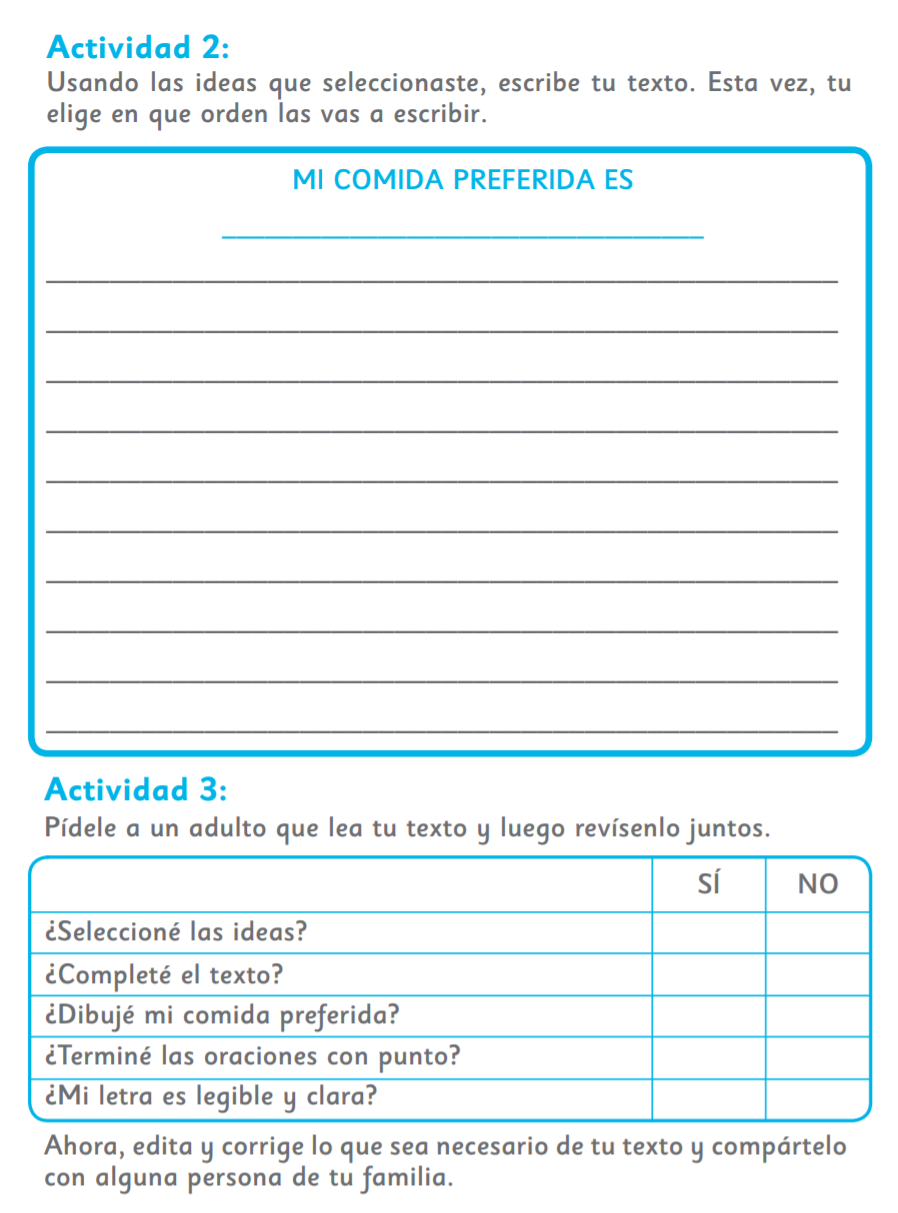 Actividad 2:
Usando las ideas que seleccionaste, escribe tu texto. Esta vez, tu
elige en que orden las vas a escribir.
MI COMIDA PREFERIDA ES
Actividad 3:
Pídele a un adulto que lea tu texto y luego revísenlo juntos.
SÍ NO
¿Seleccioné las ideas?
¿Completé el texto?
¿Dibujé mi comida preferida?
¿Terminé las oraciones con punto?
¿Mi letra es legible y clara?
Ahora, edita y corrige lo que sea necesario de tu texto y compártelo
con alguna persona de tu familia.